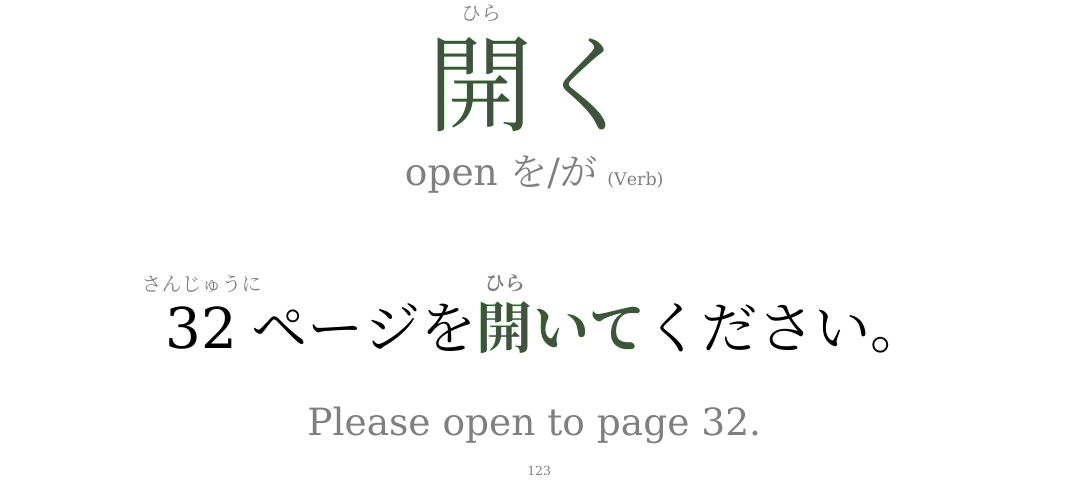 ひら
開く
open を/が (Verb)
さんじゅうに ひら
32 ページを開いてください。
Please open to page 32.
123